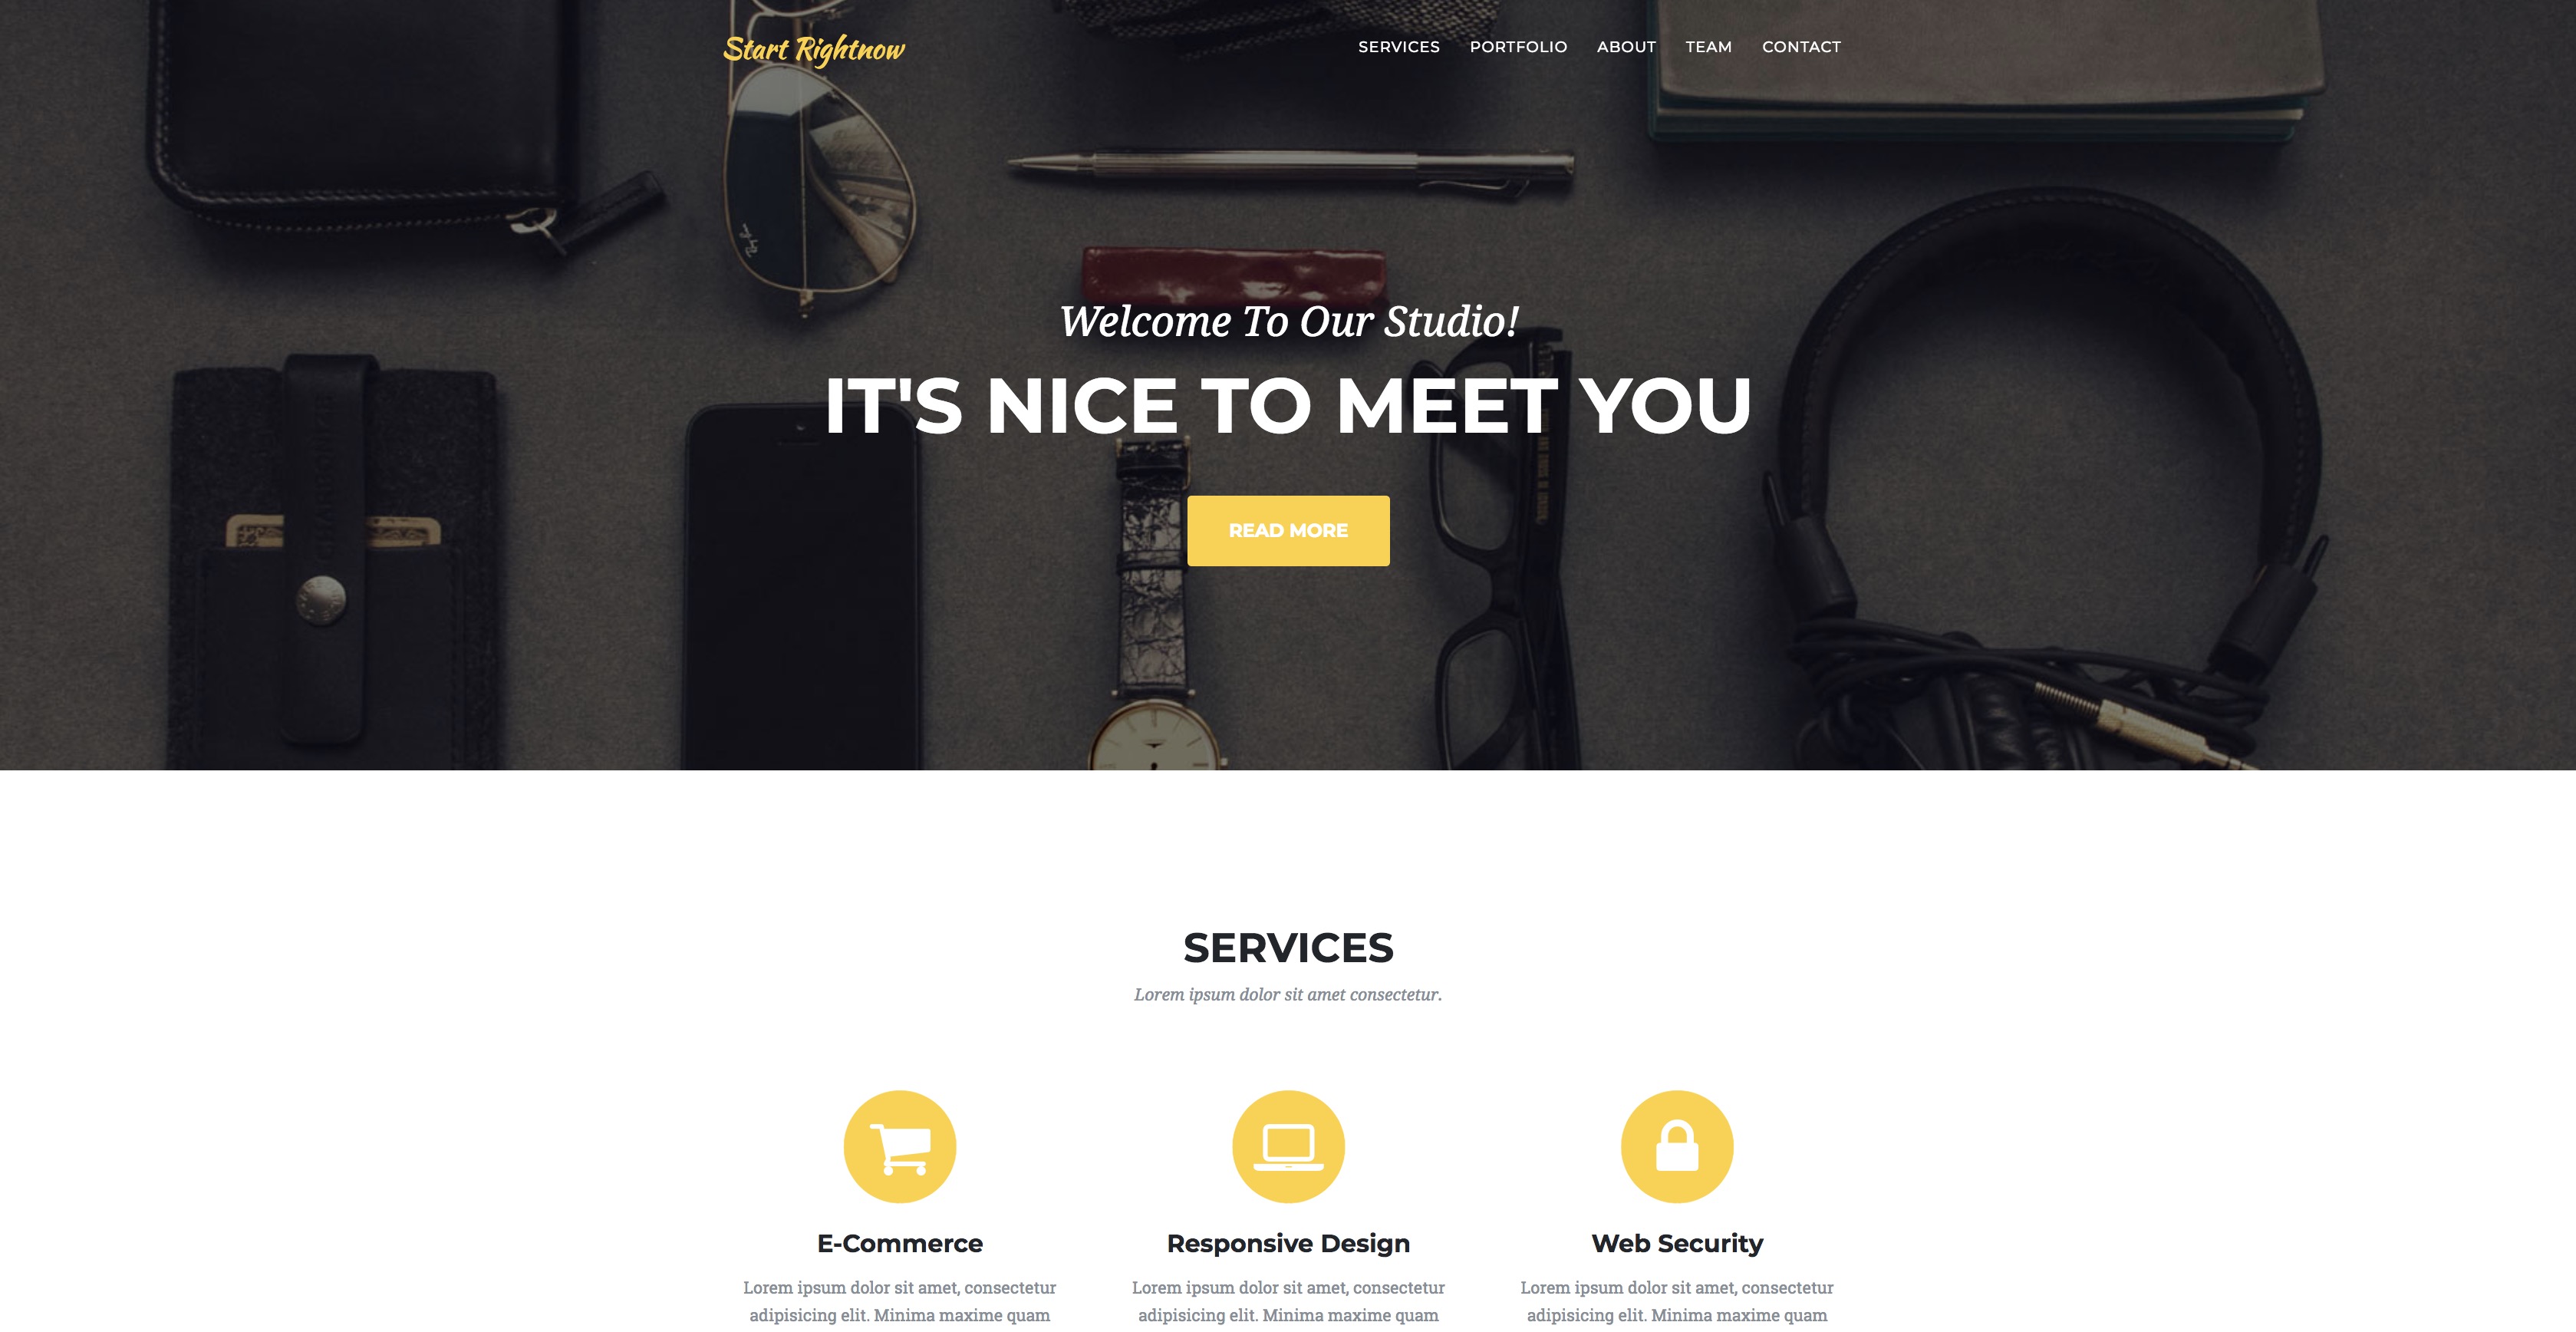 Start Rightnow
SERVICES PORTFOLIO ABOUT TEAM CONTACT
Ray-Ban
Welcome To Our Studio!
IT'S NICE TO MEET YOU
READ MORE
SERVICES
Lorem ipsum dolor sit amet consectetur.
E-Commerce
Lorem ipsum dolor sit amet, consectetur
adipisicing elit. Minima maxime quam
Responsive Design
Lorem ipsum dolor sit amet, consectetur
adipisicing elit. Minima maxime quam
Web Security
Lorem ipsum dolor sit amet, consectetur
adipisicing elit. Minima maxime quam